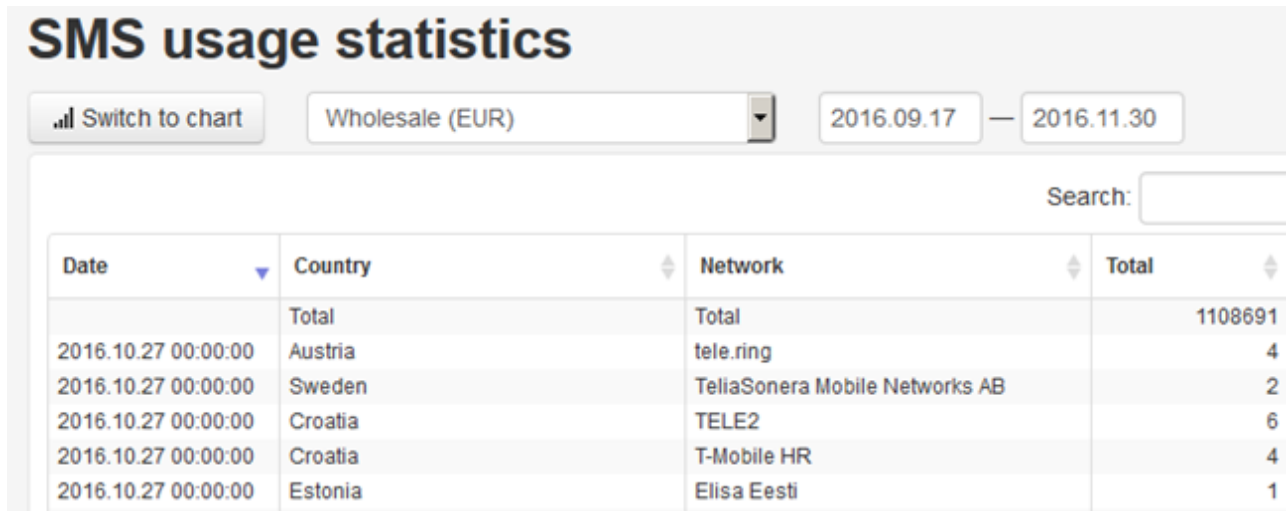 SMS usage statistics
Switch to chart Wholesale (EUR) 2016.09.17 — 2016.11.30
Search:
Date Country Network Total
Total Total 1108691
2016.10.27 00:00:00 Austria tele.ring 4
2016.10.27 00:00:00 Sweden TeliaSonera Mobile Networks AB 2
2016.10.27 00:00:00 Croatia TELE2 6
2016.10.27 00:00:00 Croatia T-Mobile HR 4
2016.10.27 00:00:00 Estonia Elisa Eesti 1